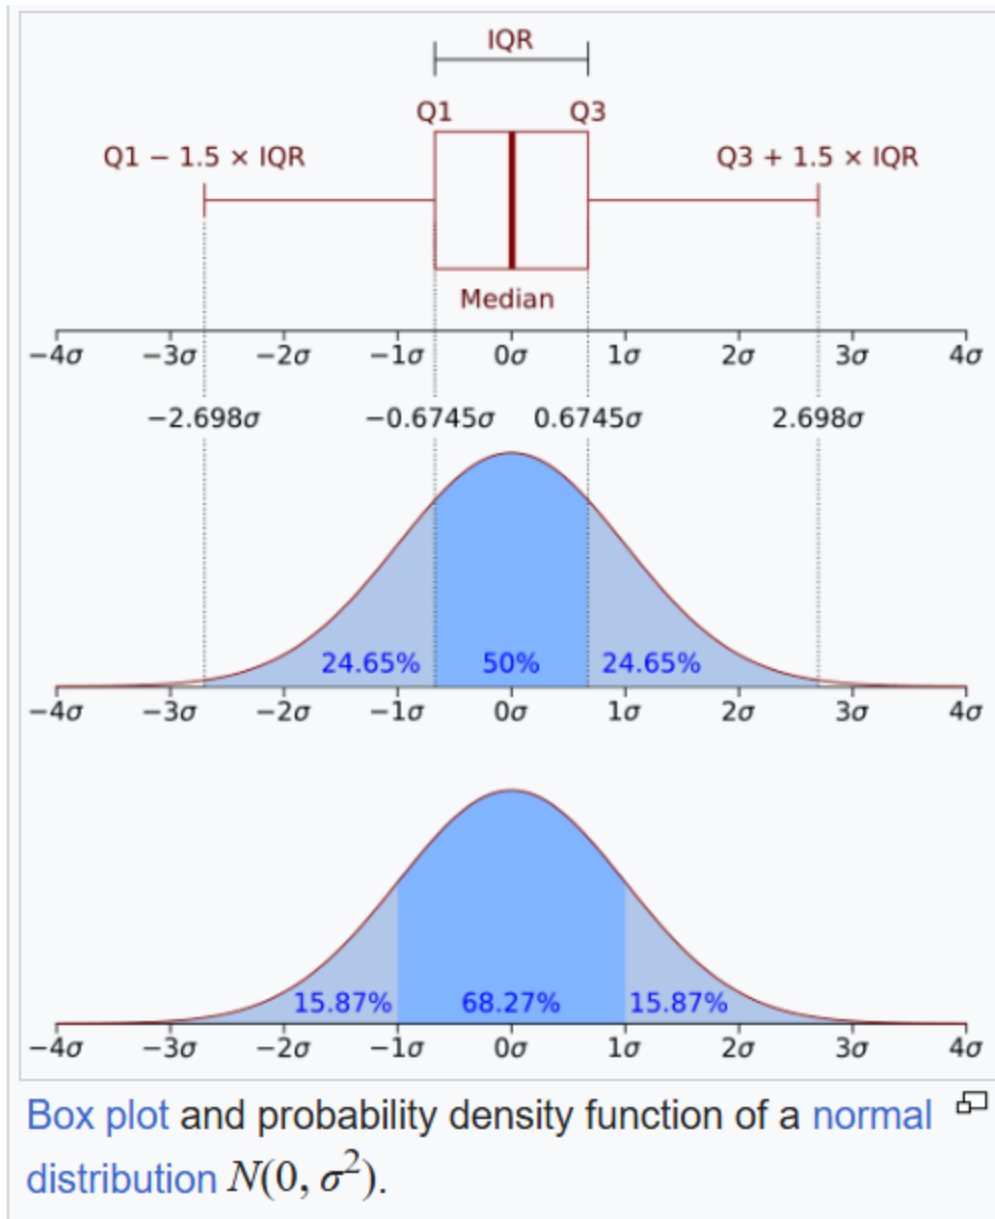 IQR
Q1 Q3
Q1 − 1.5 × IQR Q3 + 1.5 × IQR
Median
−4σ −3σ −2σ −1σ 0σ 1σ 2σ 3σ 4σ
−2.698σ −0.6745σ 0.6745σ 2.698σ
24.65% 50% 24.65%
−4σ −3σ −2σ −1σ 0σ 1σ 2σ 3σ 4σ
15.87% 68.27% 15.87%
−4σ −3σ −2σ −1σ 0σ 1σ 2σ 3σ 4σ
Box plot and probability density function of a normal
distribution N(0, σ²).